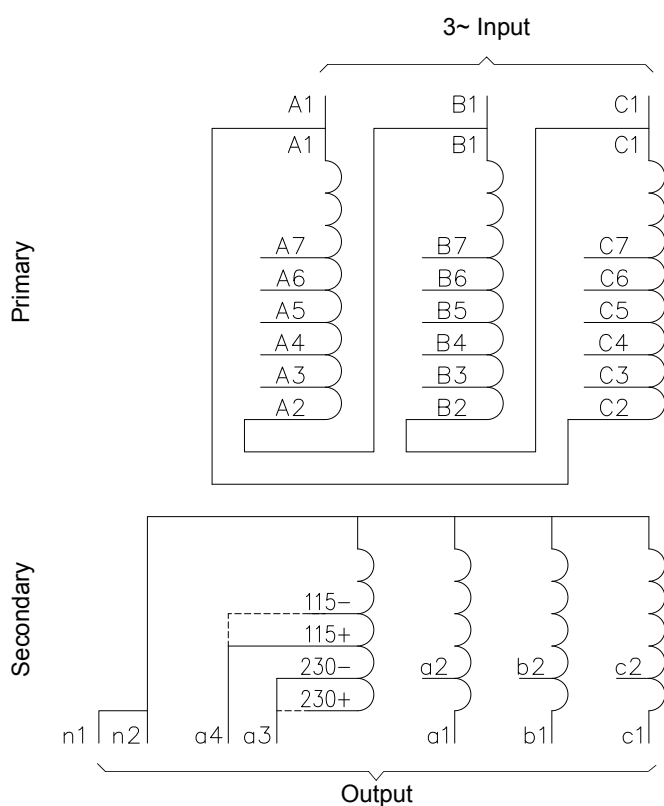 3~ Input
A1 B1 C1
A1 B1 C1
Primary
A7 B7 C7
A6 B6 C6
A5 B5 C5
A4 B4 C4
A3 B3 C3
A2 B2 C2
Secondary
115–
115+
230– a2 b2 c2
230+
n1 n2 a4 a3 a1 b1 c1
Output